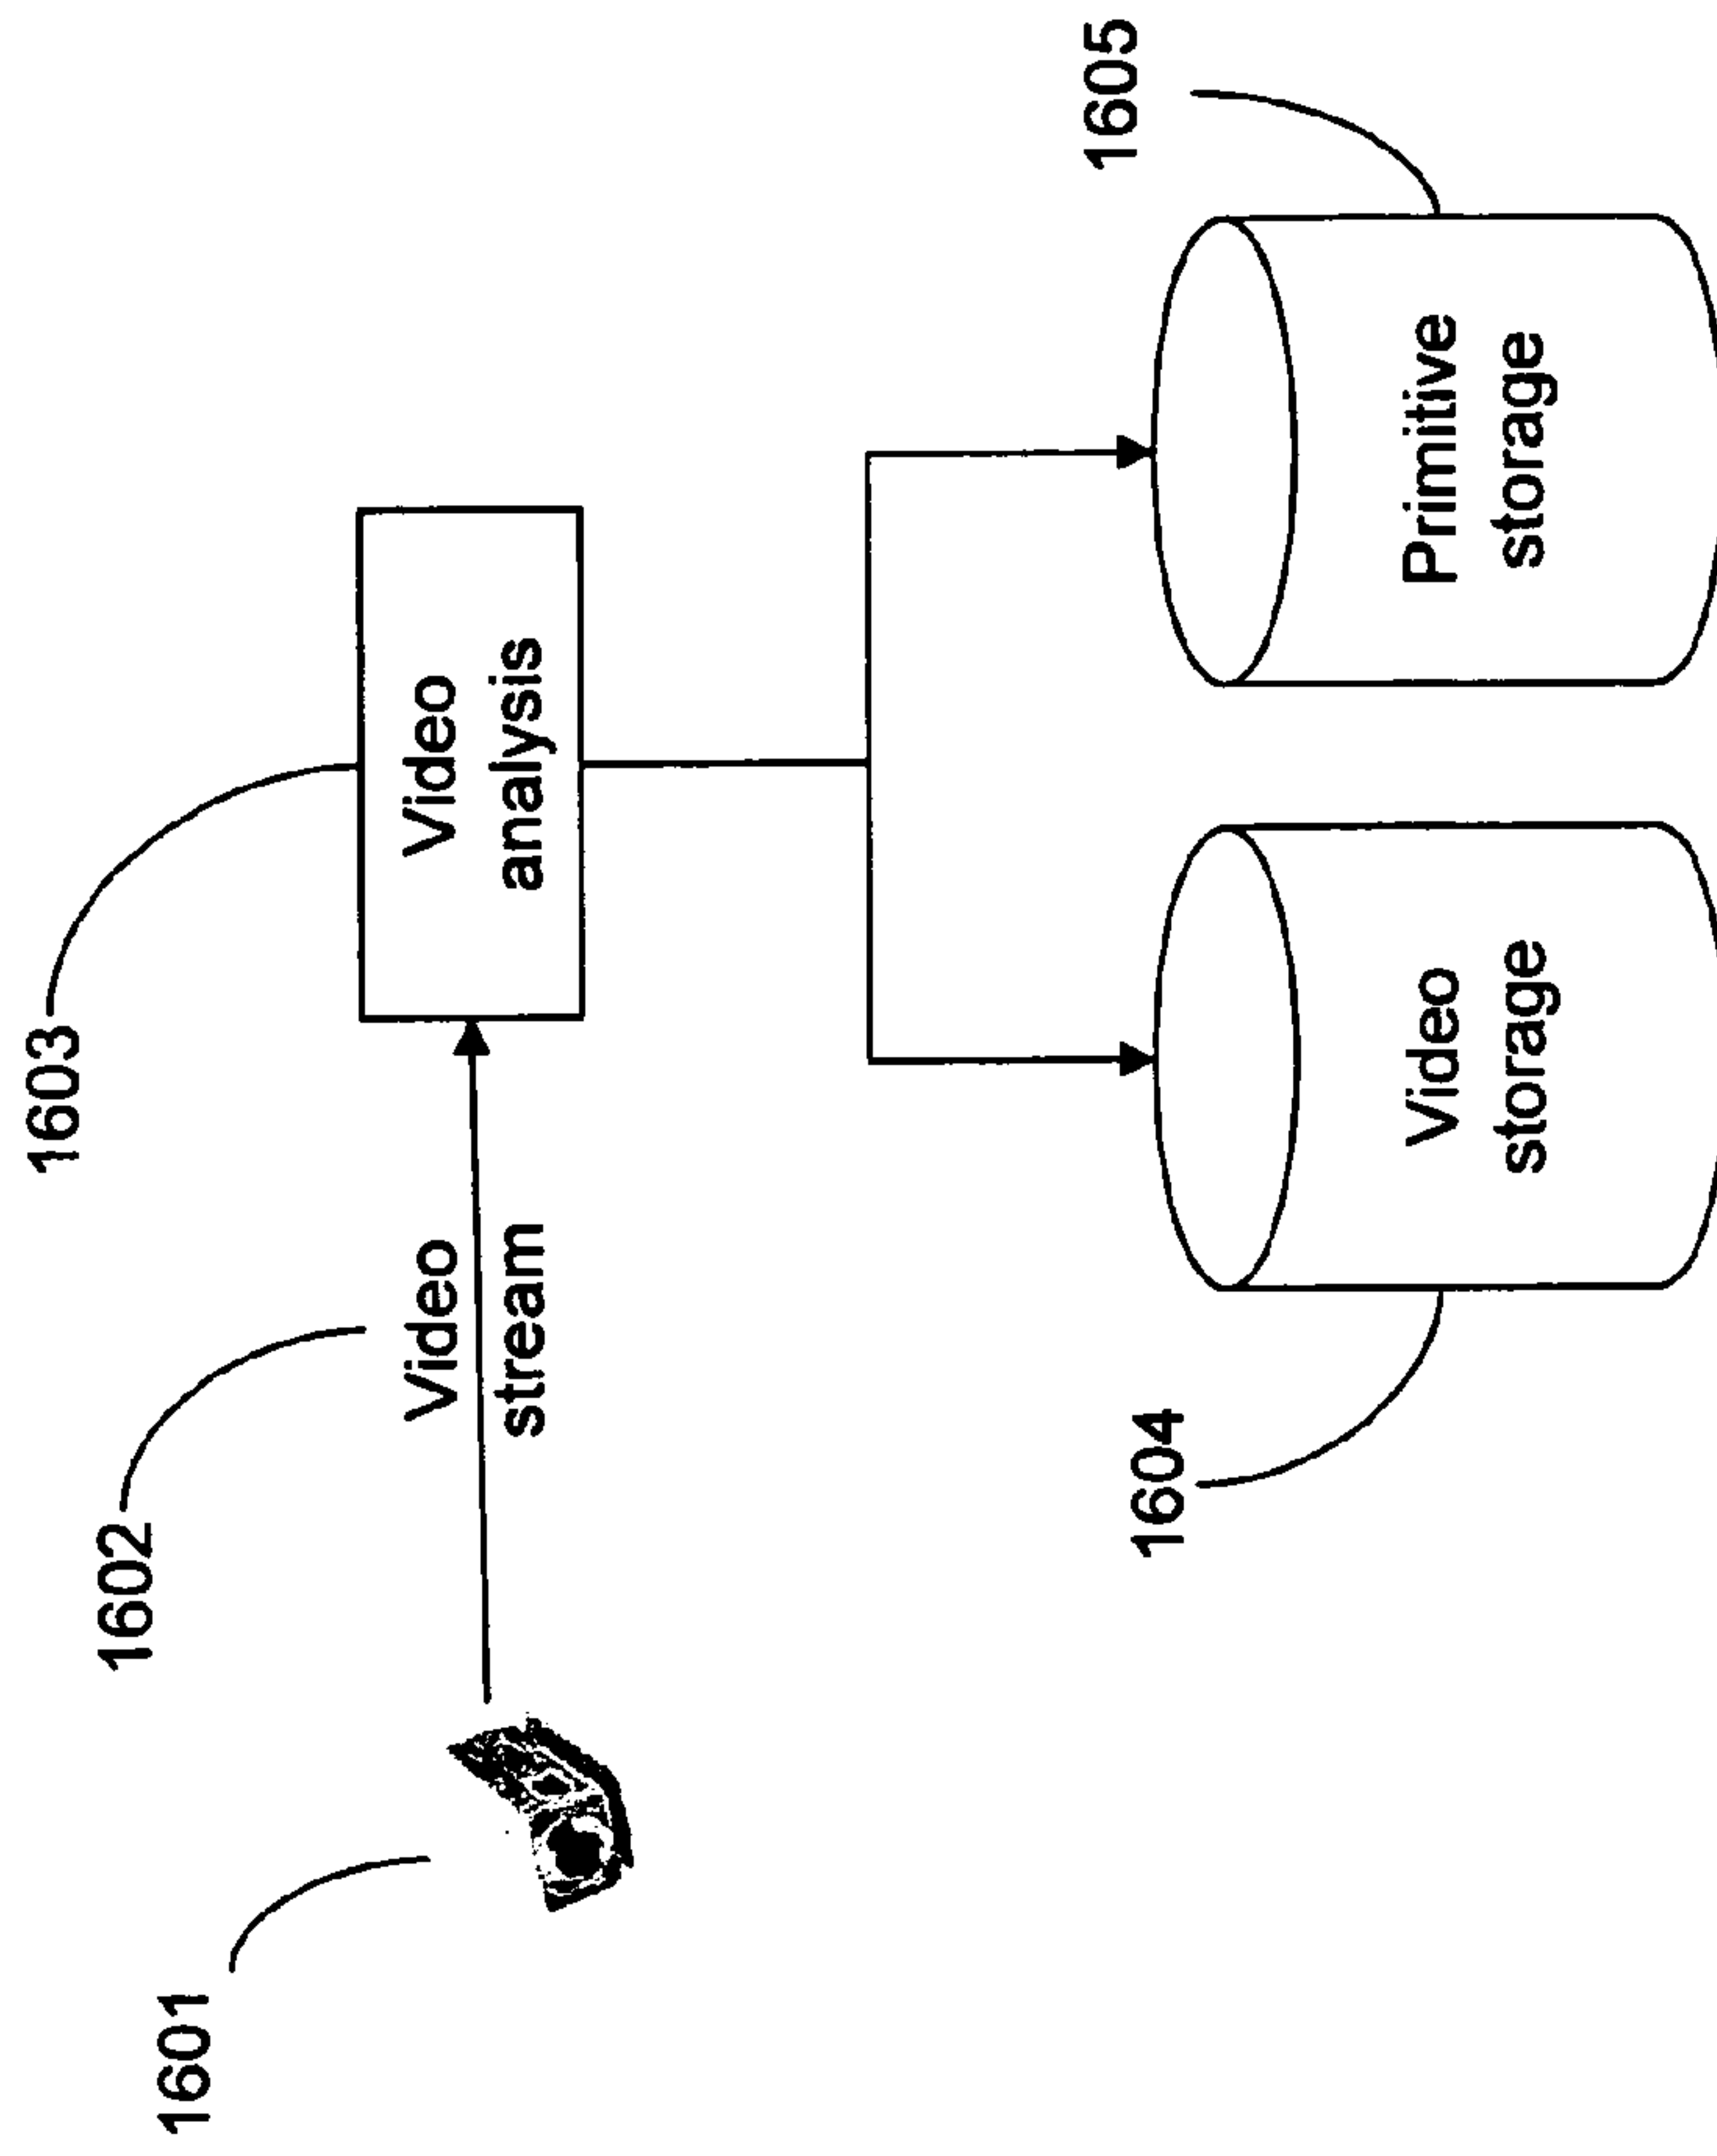 1603
1602
1601
Video
stream
Video
analysis
1605
1604
Video
storage
Primitive
storage